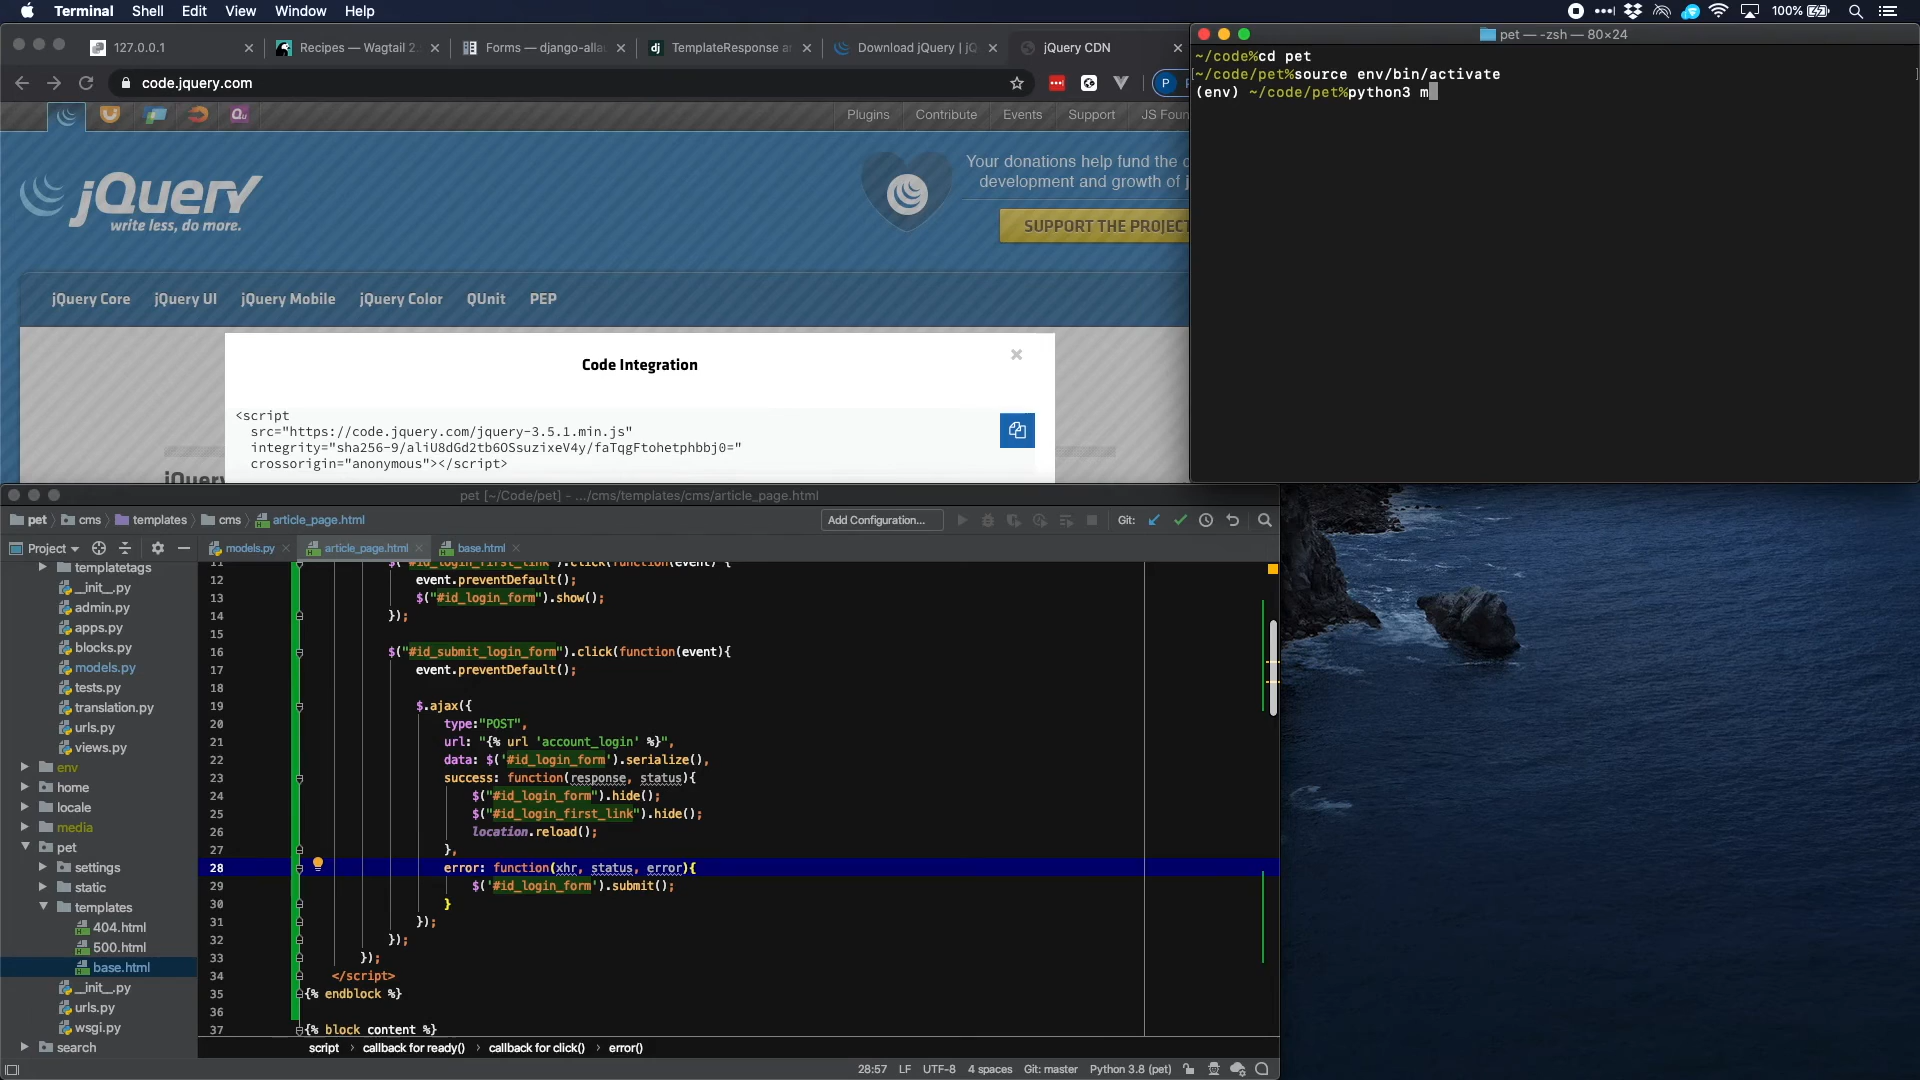 Terminal Shell Edit View Window Help
100%
127.0.0.1
Recipes — Wagtail 2.
Forms — django-alla
TemplateResponse a
Download jQuery | jQ
jQuery CDN
code.jquery.com
P
Qu
Plugins Contribute Events Support JS Foun
jQuery
write less, do more.
Your donations help fund the c
development and growth of j
SUPPORT THE PROJECT
jQuery Core jQuery UI jQuery Mobile jQuery Color QUnit PEP
Code Integration
<script
src="https://code.jquery.com/jquery-3.5.1.min.js"
integrity="sha256-9/aliU8dGd2tb6OSsuzixeV4y/faTqgFtohetphbbj0="
crossorigin="anonymous"></script>
jQuery
pet — -zsh — 80×24
~/code%cd pet
~/code/pet%source env/bin/activate
(env) ~/code/pet%python3 m
pet [~/Code/pet] – .../cms/templates/cms/article_page.html
pet cms templates cms article_page.html
Add Configuration...
Git:
Project
models.py article_page.html base.html
templatetags
__init__.py
admin.py
apps.py
blocks.py
models.py
tests.py
translation.py
urls.py
views.py
env
home
locale
media
pet
settings
static
templates
404.html
500.html
base.html
__init__.py
urls.py
wsgi.py
search
11 $("#id_login_first_link").click(function(event) {
12 event.preventDefault();
13 $("#id_login_form").show();
14 });
15
16 $("#id_submit_login_form").click(function(event){
17 event.preventDefault();
18
19 $.ajax({
20 type:"POST",
21 url: "{% url 'account_login' %}",
22 data: $('#id_login_form').serialize(),
23 success: function(response, status){
24 $("#id_login_form").hide();
25 $("#id_login_first_link").hide();
26 location.reload();
27 },
28 error: function(xhr, status, error){
29 $('#id_login_form').submit();
30 }
31 });
32 });
33 });
34 </script>
35 {% endblock %}
36
37 {% block content %}
script callback for ready() callback for click() error()
28:57 LF UTF-8 4 spaces Git: master Python 3.8 (pet)